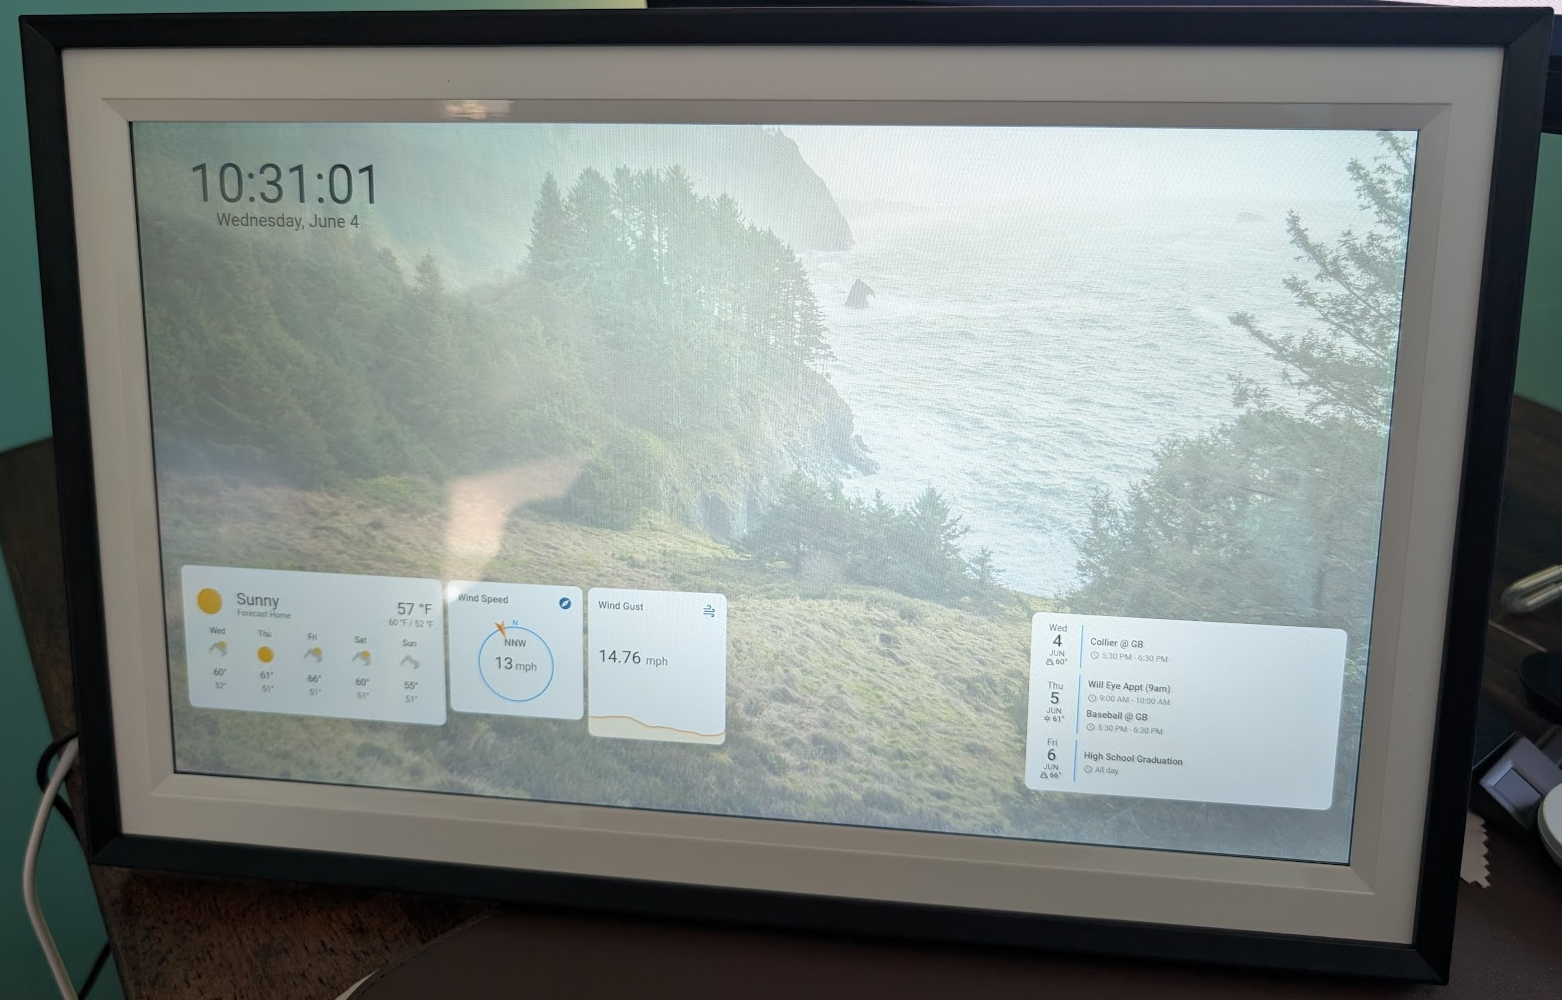 10:31:01
Wednesday, June 4
Sunny
Forecast Home
57 °F
60 °F / 52 °F
Wed Thu Fri Sat Sun
60° 61° 66° 60° 55°
52° 51° 51° 51° 51°
Wind Speed
N
NNW
13 mph
Wind Gust
14.76 mph
Wed
4
JUN
60°
Collier @ GB
5:30 PM - 6:30 PM
Thu
5
JUN
61°
Will Eye Appt (9am)
9:00 AM - 10:00 AM
Baseball @ GB
5:30 PM - 6:30 PM
Fri
6
JUN
66°
High School Graduation
All day